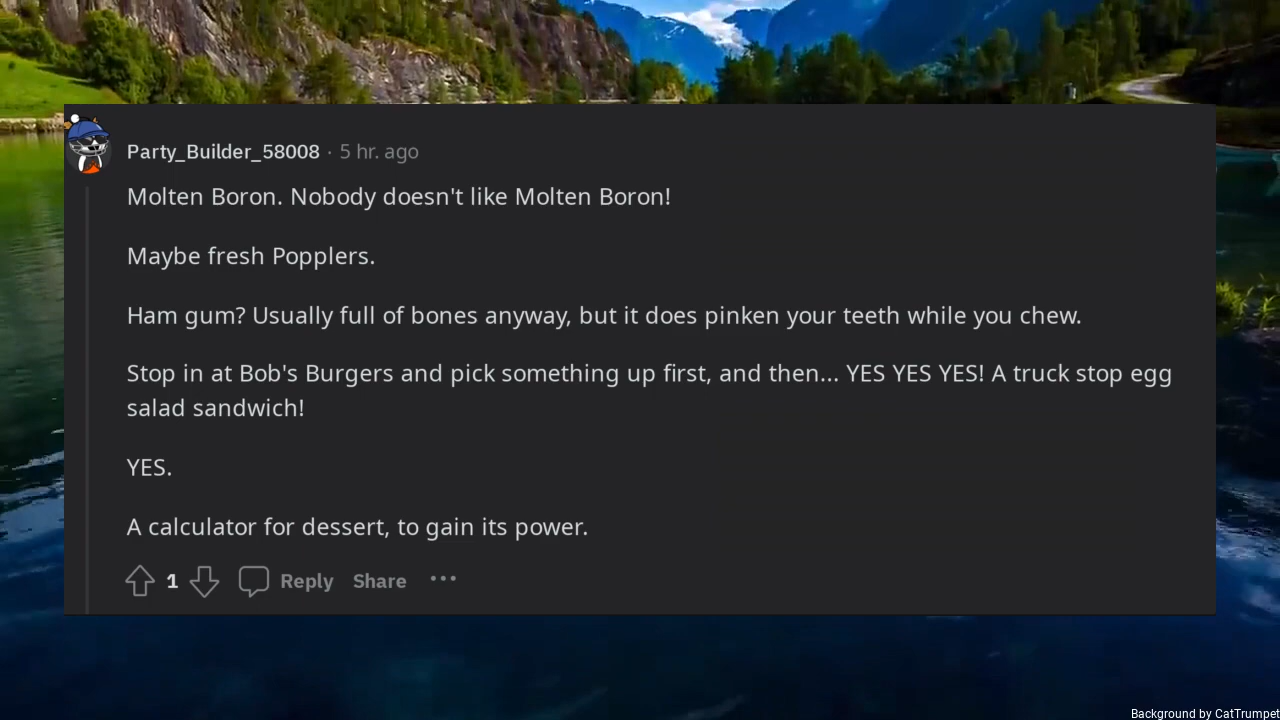 Party_Builder_58008 · 5 hr. ago
Molten Boron. Nobody doesn't like Molten Boron!
Maybe fresh Popplers.
Ham gum? Usually full of bones anyway, but it does pinken your teeth while you chew.
Stop in at Bob's Burgers and pick something up first, and then... YES YES YES! A truck stop egg
salad sandwich!
YES.
A calculator for dessert, to gain its power.
1 Reply Share ···
Background by CatTrumpet